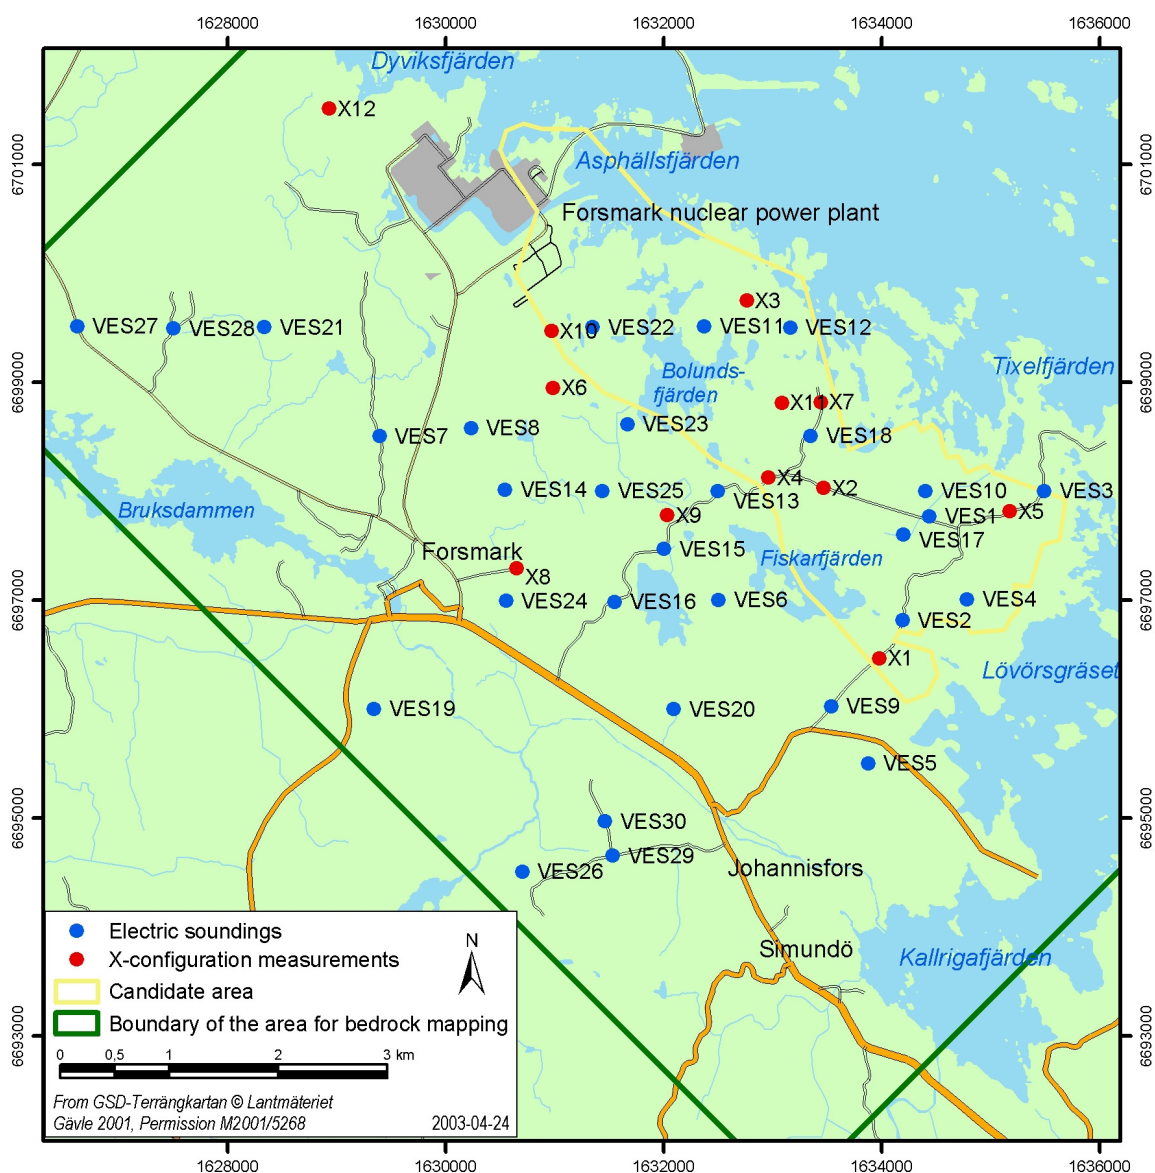 1628000
1630000
1632000
1634000
1636000
Dyviksfjärden
X12
6701000
6701000
Asphällsfjärden
Forsmark nuclear power plant
X3
VES27
VES28
VES21
X10
VES22
VES11
VES12
6699000
6699000
Tixelfjärden
Bolunds-
fjärden
X6
X11
X7
VES7
VES8
VES23
VES18
X4
X2
VES14
VES25
VES13
VES10
VES3
Bruksdammen
X9
VES1
X5
VES17
Forsmark
VES15
Fiskarfjärden
X8
6697000
VES24
VES16
VES6
VES4
6697000
VES2
X1
Lövörsgräset
VES19
VES20
VES9
VES5
6695000
VES30
6695000
VES29
VES26
Johannisfors
Simundö
Kallrigafjärden
Electric soundings
X-configuration measurements
N
Candidate area
Boundary of the area for bedrock mapping
6693000
6693000
0 0,5 1 2 3 km
From GSD-Terrängkartan © Lantmäteriet
Gävle 2001, Permission M2001/5268 2003-04-24
1628000
1630000
1632000
1634000
1636000